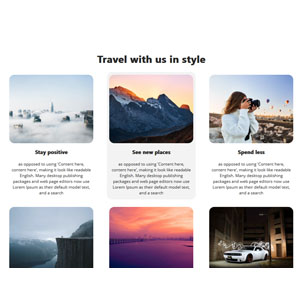 Travel with us in style
Stay positive
See new places
Spend less
as opposed to using 'Content here,
content here', making it look like readable
English. Many desktop publishing
packages and web page editors now use
Lorem Ipsum as their default model text,
and a search
as opposed to using 'Content here,
content here', making it look like readable
English. Many desktop publishing
packages and web page editors now use
Lorem Ipsum as their default model text,
and a search
as opposed to using 'Content here,
content here', making it look like readable
English. Many desktop publishing
packages and web page editors now use
Lorem Ipsum as their default model text,
and a search